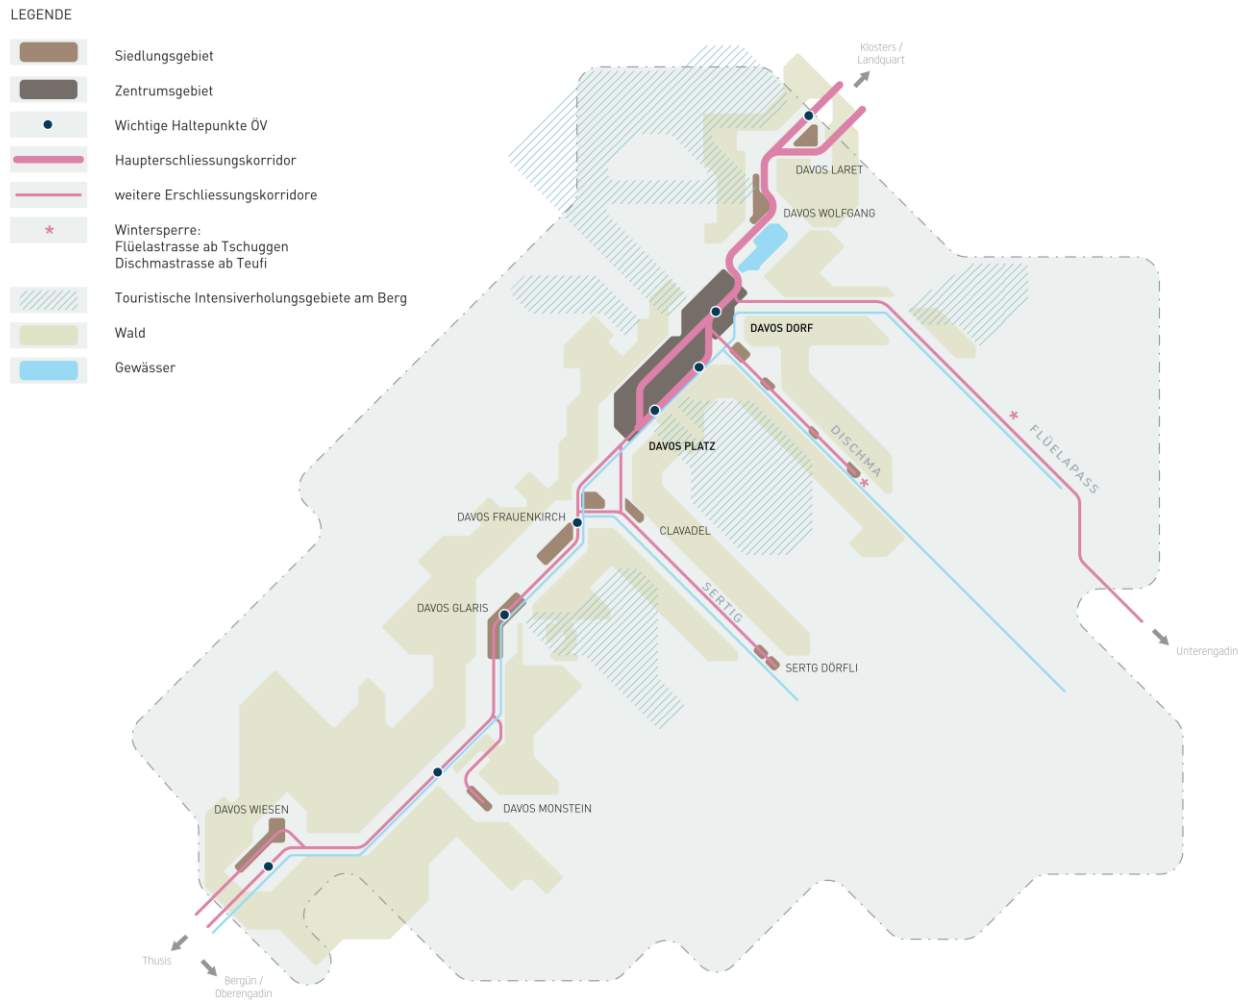 LEGENDE
Siedlungsgebiet
Zentrumsgebiet
Wichtige Haltepunkte ÖV
Haupterschliessungskorridor
weitere Erschliessungskorridore
*
Wintersperre:
Flüelastrasse ab Tschuggen
Dischmastrasse ab Teufi
Touristische Intensiverholungsgebiete am Berg
Wald
Gewässer
Klosters /
Landquart
DAVOS LARET
DAVOS WOLFGANG
DAVOS DORF
DAVOS PLATZ
DISCHMA
*
*
FLÜELAPASS
DAVOS FRAUENKIRCH
CLAVADEL
SERTIG
DAVOS GLARIS
SERTG DÖRFLI
Unterengadin
DAVOS MONSTEIN
DAVOS WIESEN
Thusis
Bergün /
Oberengadin